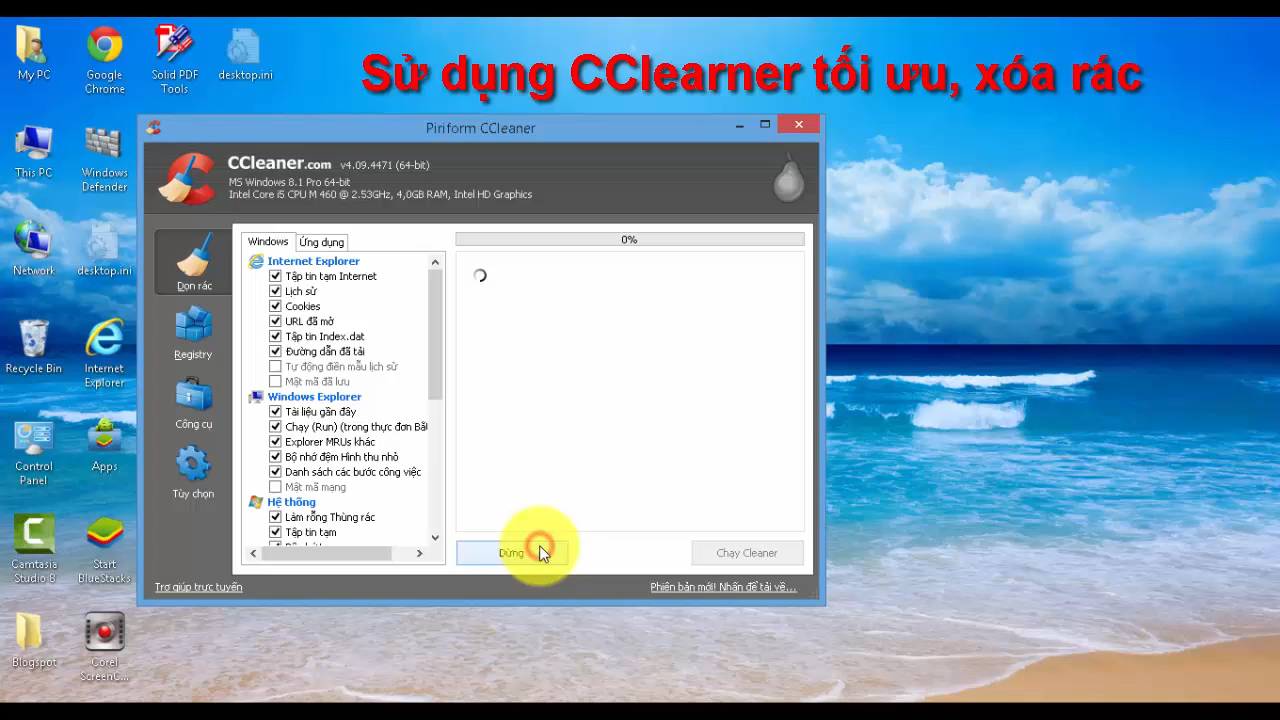 Sử dụng CClearner tối ưu, xóa rác
My PC
Google Chrome
Solid PDF Tools
desktop.ini
This PC
Windows Defender
Network
desktop.ini
Recycle Bin
Internet Explorer
Control Panel
Apps
Camtasia Studio 8
Start BlueStacks
Blogspot
Corel ScreenC...
Piriform CCleaner
CCleaner.com v4.09.4471 (64-bit)
MS Windows 8.1 Pro 64-bit
Intel Core i5 CPU M 460 @ 2.53GHz, 4,0GB RAM, Intel HD Graphics
Dọn rác
Registry
Công cụ
Tùy chọn
Windows
Ứng dụng
Internet Explorer
Tập tin tạm Internet
Lịch sử
Cookies
URL đã mở
Tập tin Index.dat
Đường dẫn đã tải
Tự động điền mẫu lịch sử
Mật mã đã lưu
Windows Explorer
Tài liệu gần đây
Chạy (Run) (trong thực đơn Bắ
Explorer MRUs khác
Bộ nhớ đệm Hình thu nhỏ
Danh sách các bước công việc
Mật mã mạng
Hệ thống
Làm rỗng Thùng rác
Tập tin tạm
0%
Dừng
Chạy Cleaner
Trợ giúp trực tuyến
Phiên bản mới! Nhấn để tải về...